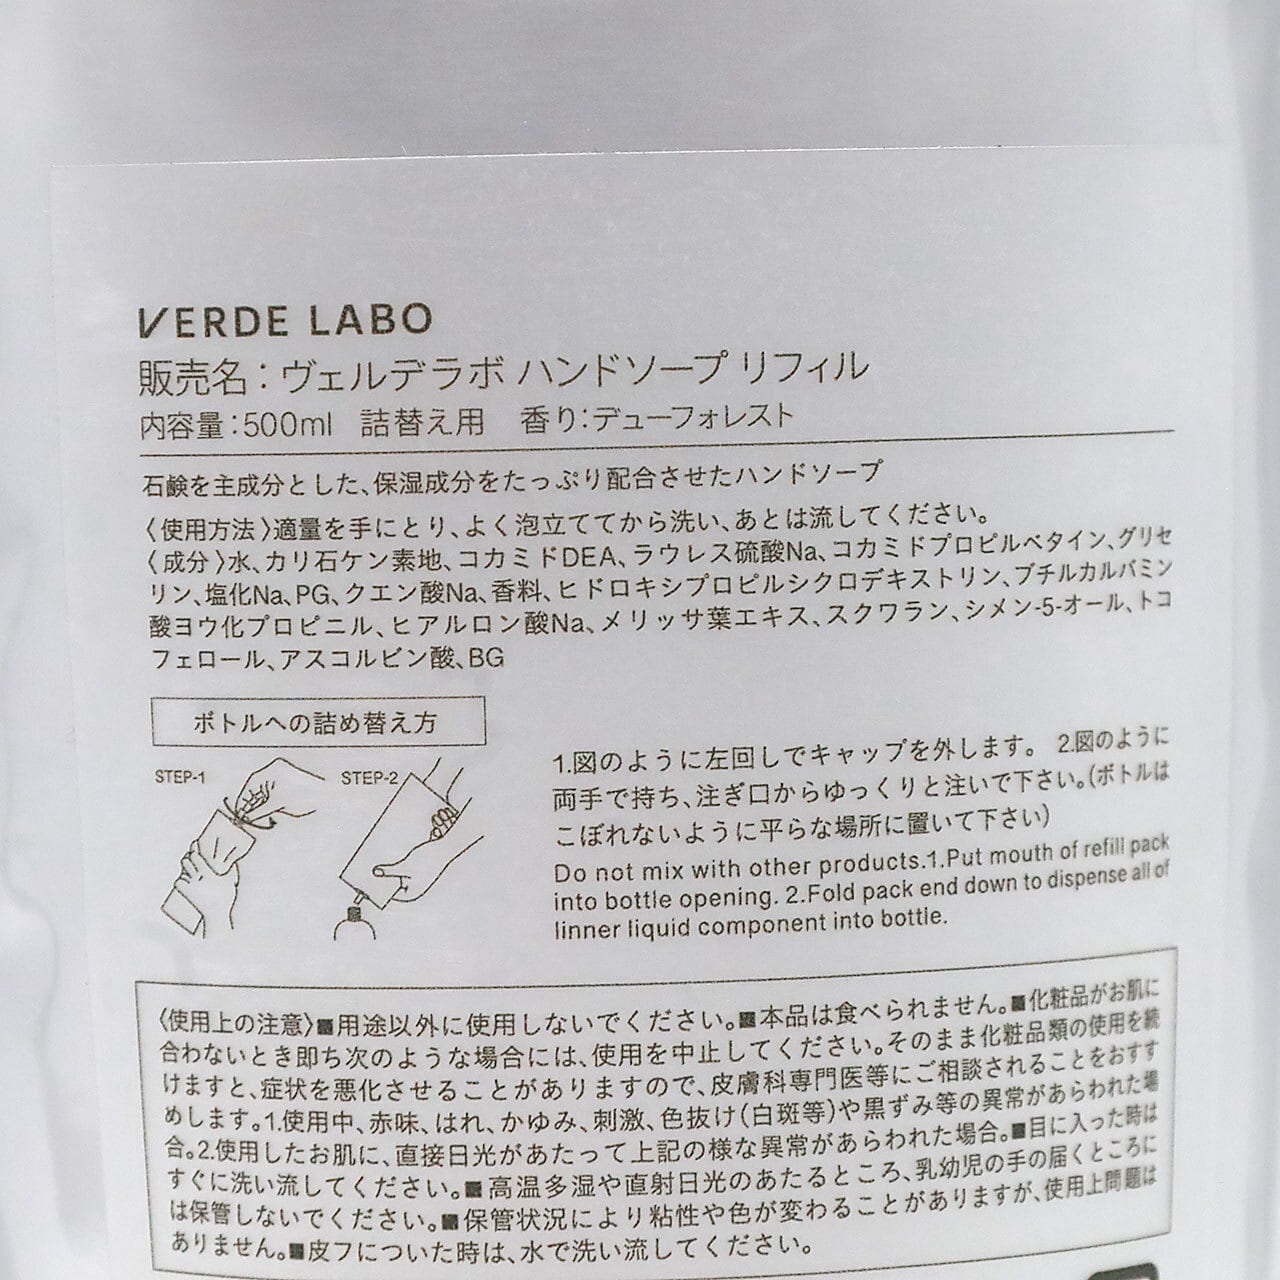 VERDE LABO
販売名：ヴェルデラボ ハンドソープ リフィル
内容量：500ml 詰替え用 香り：デューフォレスト
石鹸を主成分とした、保湿成分をたっぷり配合させたハンドソープ
〈使用方法〉適量を手にとり、よく泡立ててから洗い、あとは流してください。
〈成分〉水、カリ石ケン素地、コカミドDEA、ラウレス硫酸Na、コカミドプロピルベタイン、グリセ
リン、塩化Na、PG、クエン酸Na、香料、ヒドロキシプロピルシクロデキストリン、ブチルカルバミン
酸ヨウ化プロピニル、ヒアルロン酸Na、メリッサ葉エキス、スクワラン、シメン-5-オール、トコ
フェロール、アスコルビン酸、BG
ボトルへの詰め替え方
STEP-1 STEP-2
1.図のように左回しでキャップを外します。 2.図のように
両手で持ち、注ぎ口からゆっくりと注いで下さい。(ボトルは
こぼれないように平らな場所に置いて下さい)
Do not mix with other products.1.Put mouth of refill pack
into bottle opening. 2.Fold pack end down to dispense all of
linner liquid component into bottle.
〈使用上の注意〉■用途以外に使用しないでください。■本品は食べられません。■化粧品がお肌に
合わないとき即ち次のような場合には、使用を中止してください。そのまま化粧品類の使用を続
けますと、症状を悪化させることがありますので、皮膚科専門医等にご相談されることをおすす
めします。1.使用中、赤味、はれ、かゆみ、刺激、色抜け(白斑等)や黒ずみ等の異常があらわれた場
合。2.使用したお肌に、直接日光があたって上記の様な異常があらわれた場合。■目に入った時は
すぐに洗い流してください。■高温多湿や直射日光のあたるところ、乳幼児の手の届くところに
は保管しないでください。■保管状況により粘性や色が変わることがありますが、使用上問題は
ありません。■皮フについた時は、水で洗い流してください。